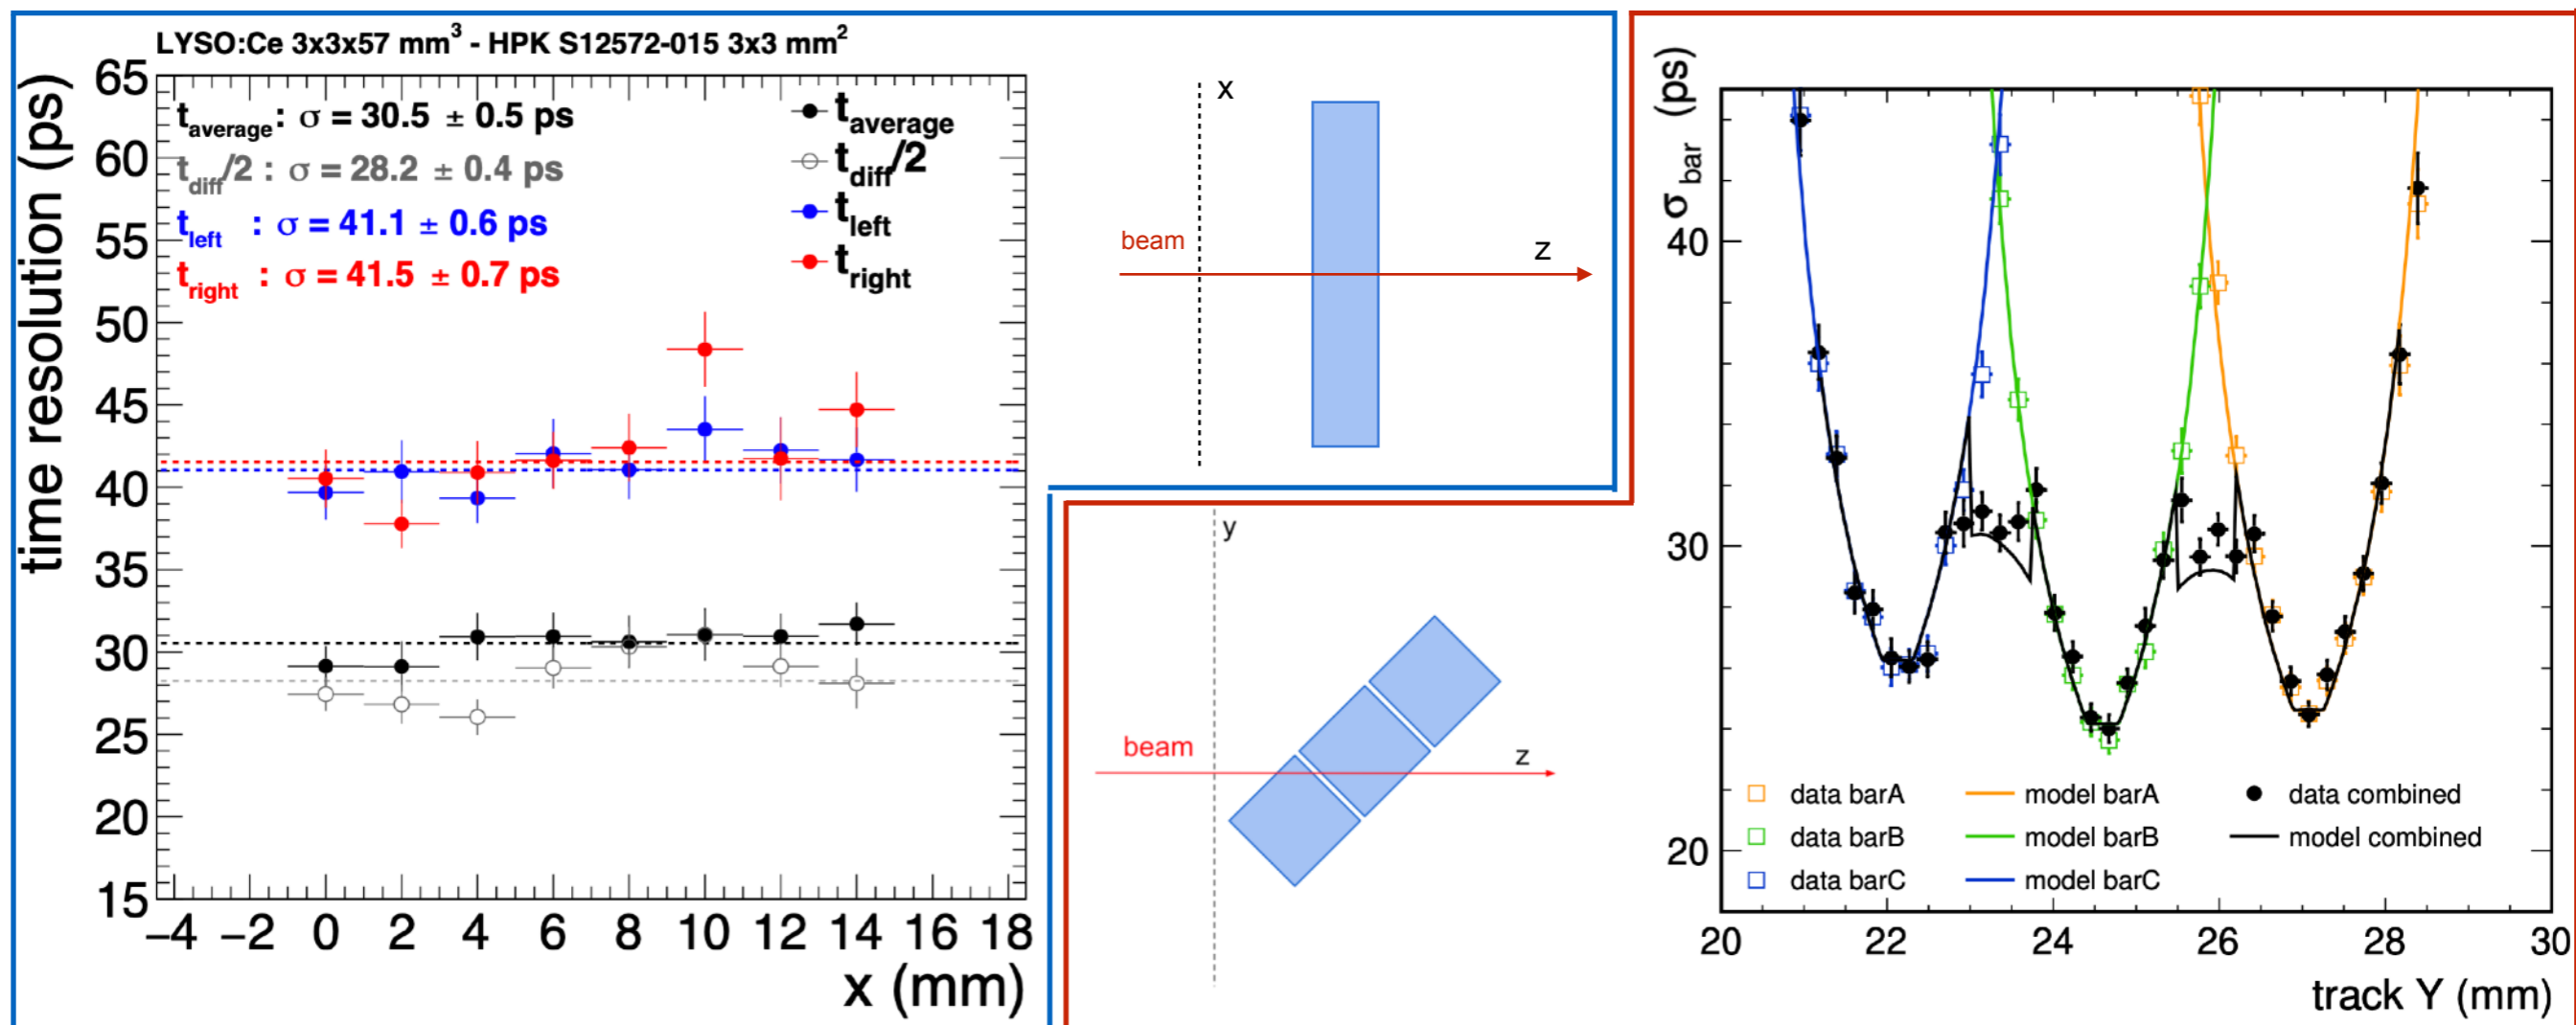 LYSO:Ce 3x3x57 mm³ - HPK S12572-015 3x3 mm²
time resolution (ps)
65
60
55
50
45
40
35
30
25
20
15
t_average : σ = 30.5 ± 0.5 ps
t_diff/2 : σ = 28.2 ± 0.4 ps
t_left : σ = 41.1 ± 0.6 ps
t_right : σ = 41.5 ± 0.7 ps
t_average
t_diff/2
t_left
t_right
−4 −2 0 2 4 6 8 10 12 14 16 18
x (mm)
x
beam
z
y
beam
z
σ_bar (ps)
40
30
20
data barA
data barB
data barC
model barA
model barB
model barC
data combined
model combined
20 22 24 26 28 30
track Y (mm)